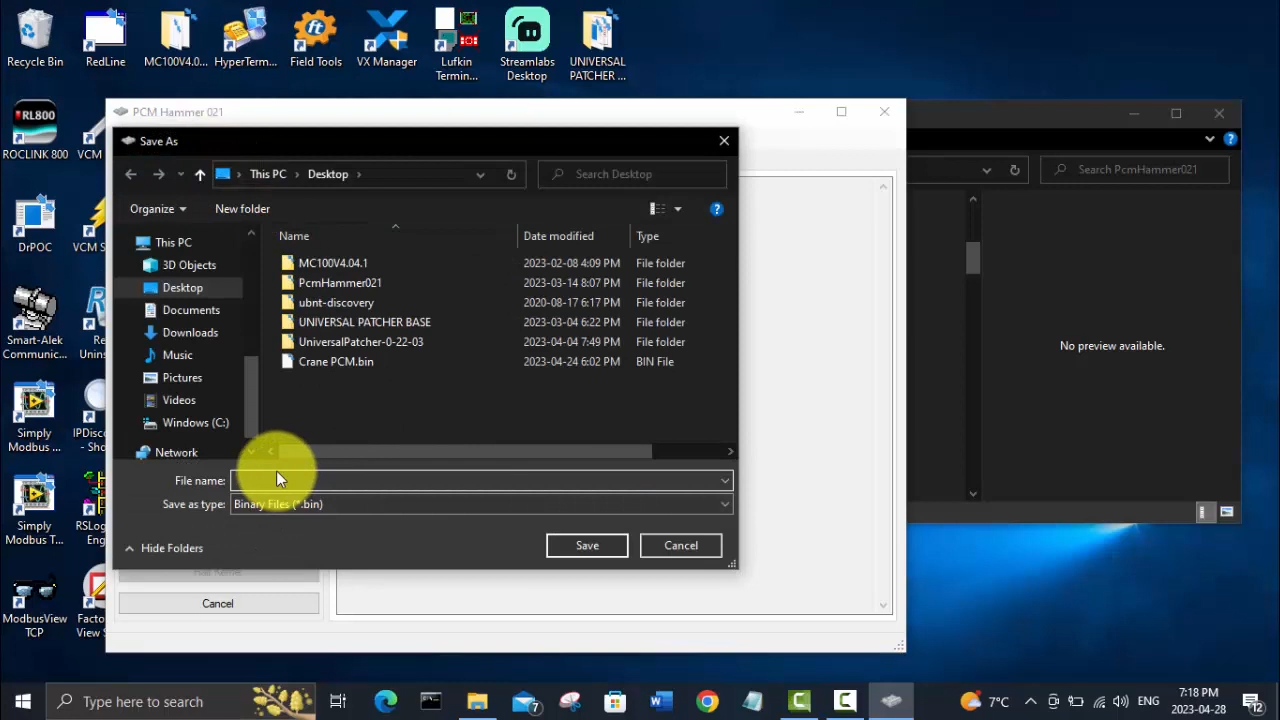 Recycle Bin
RedLine
MC100V4.0...
HyperTerm...
Field Tools
VX Manager
Lufkin Termin...
Streamlabs Desktop
UNIVERSAL PATCHER ...
RL800
ROCLINK 800
VCM
DrPOC
VCM S
Smart-Alek Communic...
Re
Unins
Simply Modbus ...
IPDisco
- Sho
Simply Modbus T...
RSLog
Eng
ModbusView TCP
Facto
View S
PCM Hammer 021
Save As
This PC
Desktop
Search Desktop
Search PcmHammer021
Organize
New folder
Name
Date modified
Type
This PC
3D Objects
Desktop
Documents
Downloads
Music
Pictures
Videos
Windows (C:)
Network
MC100V4.04.1 2023-02-08 4:09 PM File folder
PcmHammer021 2023-03-14 8:07 PM File folder
ubnt-discovery 2020-08-17 6:17 PM File folder
UNIVERSAL PATCHER BASE 2023-03-04 6:22 PM File folder
UniversalPatcher-0-22-03 2023-04-04 7:49 PM File folder
Crane PCM.bin 2023-04-24 6:02 PM BIN File
No preview available.
File name:
Save as type: Binary Files (*.bin)
Hide Folders
Save
Cancel
Cancel
Type here to search
7
7°C
ENG
7:18 PM
2023-04-28
12